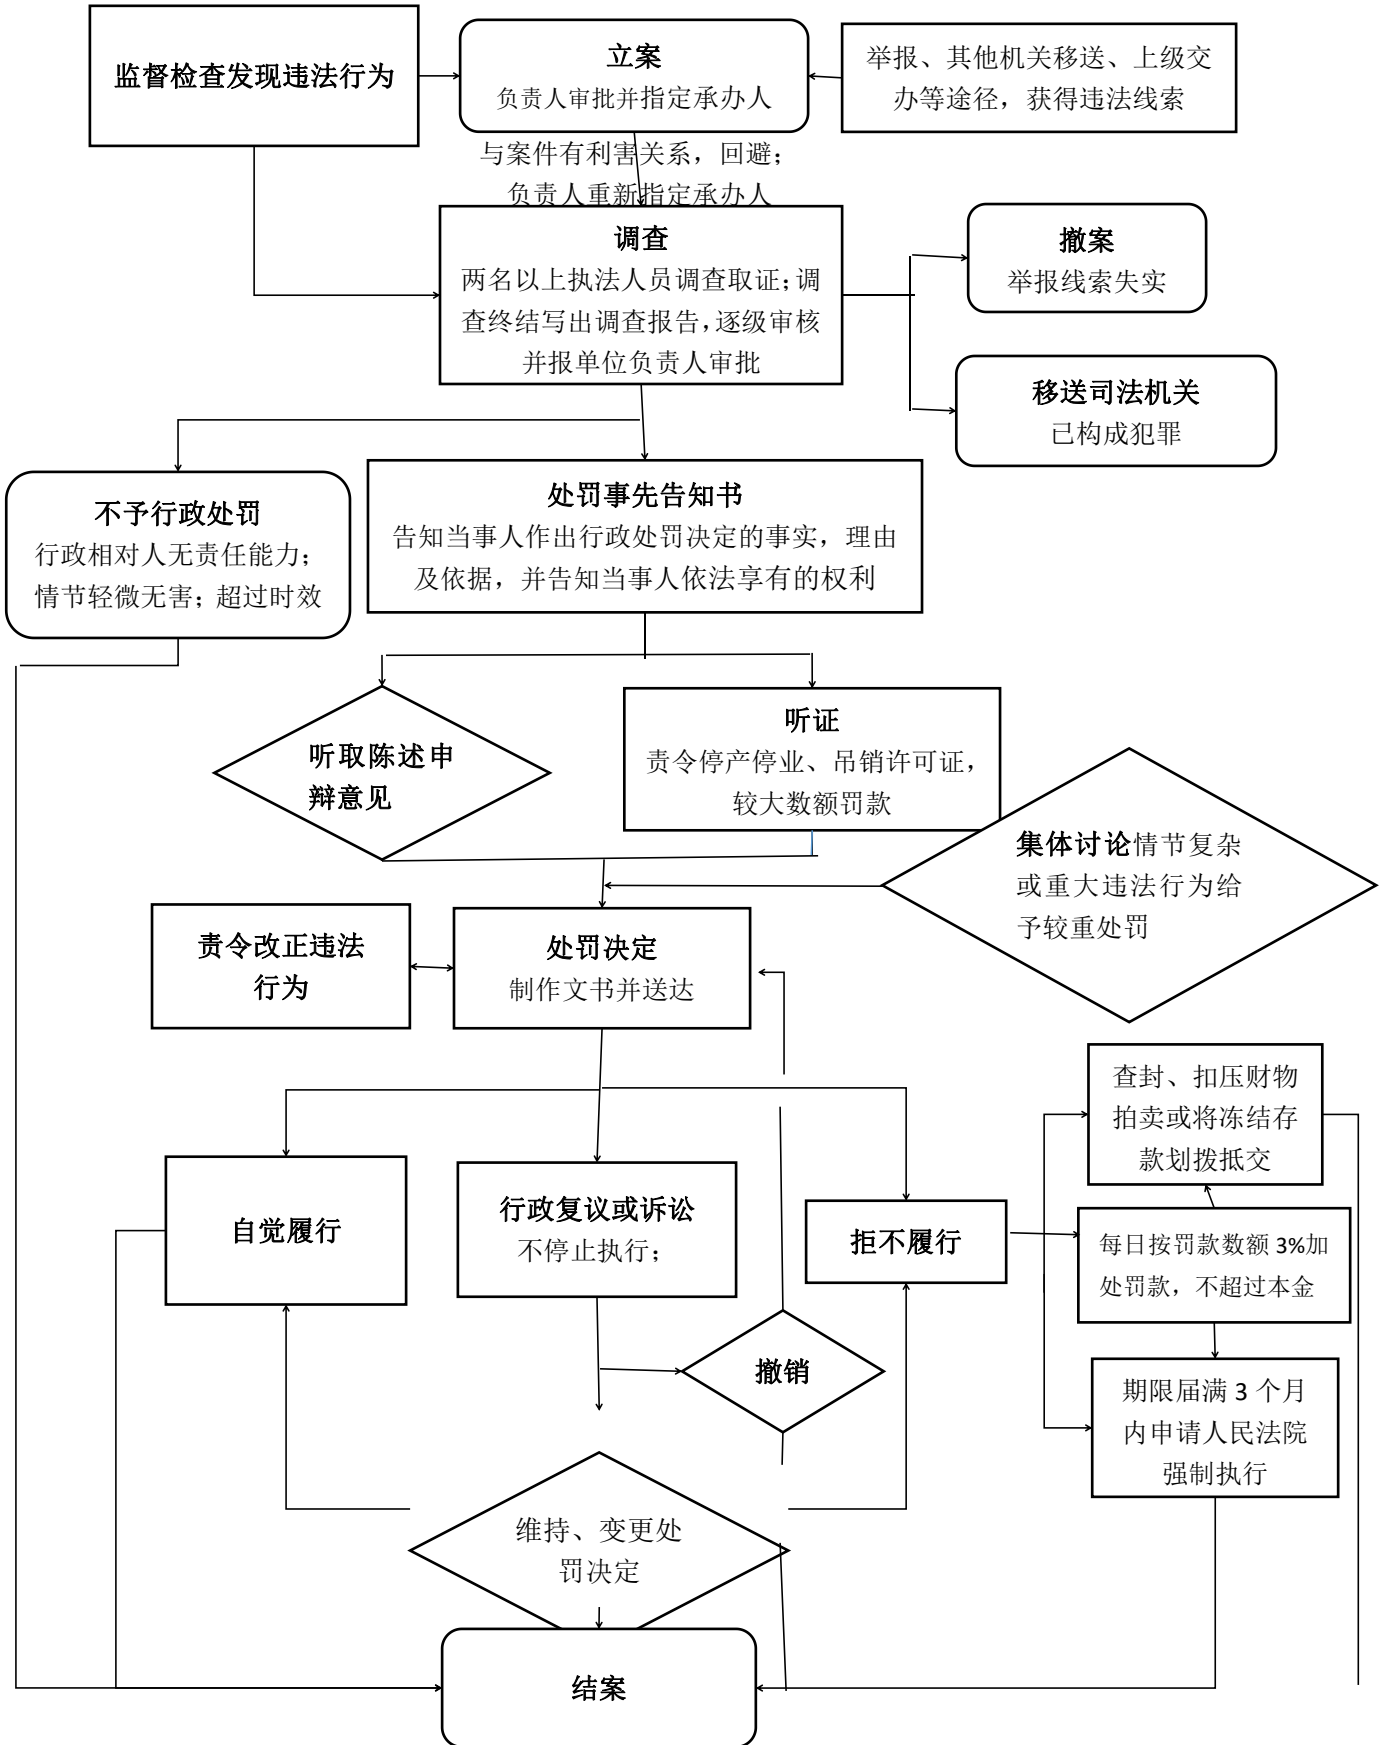 监督检查发现违法行为
立案
负责人审批并指定承办人
举报、其他机关移送、上级交
办等途径，获得违法线索
与案件有利害关系，回避；
负责人重新指定承办人
调查
两名以上执法人员调查取证；调
查终结写出调查报告，逐级审核
并报单位负责人审批
撤案
举报线索失实
移送司法机关
已构成犯罪
不予行政处罚
行政相对人无责任能力；
情节轻微无害；超过时效
处罚事先告知书
告知当事人作出行政处罚决定的事实，理由
及依据，并告知当事人依法享有的权利
听取陈述申
辩意见
听证
责令停产停业、吊销许可证，
较大数额罚款
集体讨论情节复杂
或重大违法行为给
予较重处罚
责令改正违法
行为
处罚决定
制作文书并送达
自觉履行
行政复议或诉讼
不停止执行；
拒不履行
查封、扣压财物
拍卖或将冻结存
款划拨抵交
每日按罚款数额 3%加
处罚款，不超过本金
撤销
期限届满 3 个月
内申请人民法院
强制执行
维持、变更处
罚决定
结案